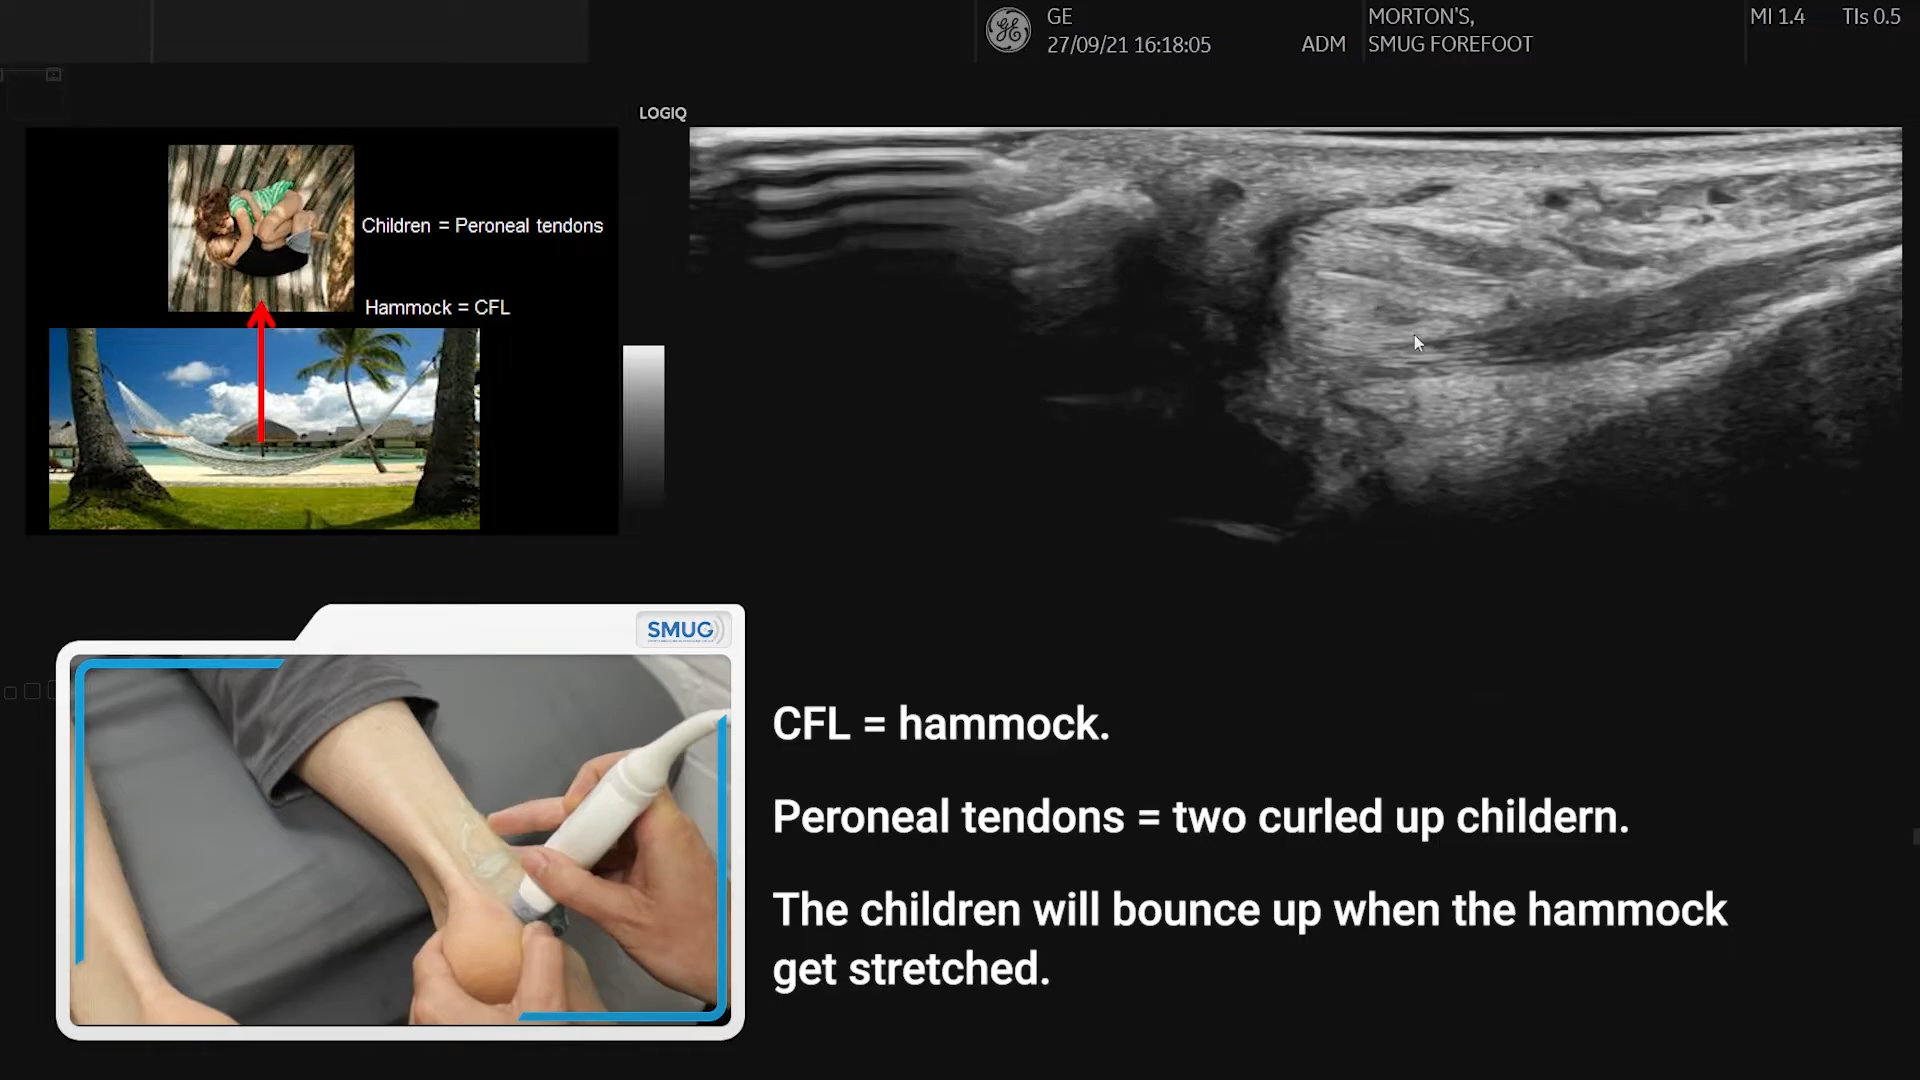 GE
27/09/21 16:18:05
ADM
MORTON'S,
SMUG FOREFOOT
MI 1.4 TIs 0.5
LOGIQ
Children = Peroneal tendons
Hammock = CFL
SMUG
CFL = hammock.
Peroneal tendons = two curled up childern.
The children will bounce up when the hammock
get stretched.